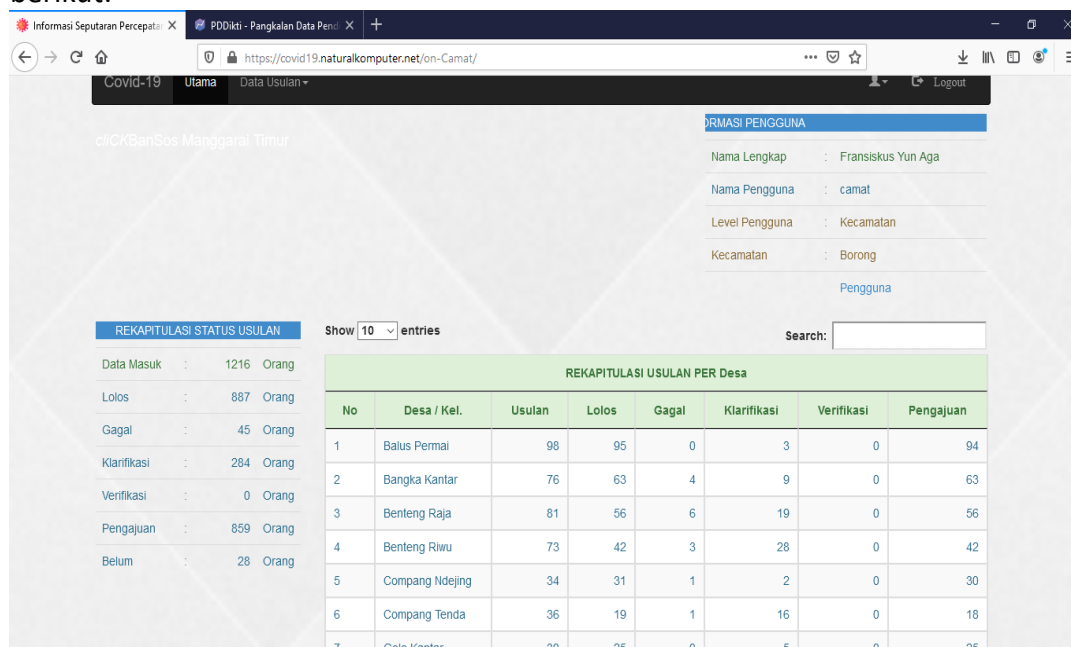 berikut.
Informasi Seputaran Percepatan
PDDikti - Pangkalan Data Pendi
https://covid19.naturalkomputer.net/on-Camat/
Covid-19 Utama Data Usulan Logout
cliCKBanSos Manggarai Timur
ORMASI PENGGUNA
Nama Lengkap : Fransiskus Yun Aga
Nama Pengguna : camat
Level Pengguna : Kecamatan
Kecamatan : Borong
Pengguna
REKAPITULASI STATUS USULAN
Data Masuk : 1216 Orang
Lolos : 887 Orang
Gagal : 45 Orang
Klarifikasi : 284 Orang
Verifikasi : 0 Orang
Pengajuan : 859 Orang
Belum : 28 Orang
Show 10 entries
Search:
REKAPITULASI USULAN PER Desa
No Desa / Kel. Usulan Lolos Gagal Klarifikasi Verifikasi Pengajuan
1 Balus Permai 98 95 0 3 0 94
2 Bangka Kantar 76 63 4 9 0 63
3 Benteng Raja 81 56 6 19 0 56
4 Benteng Riwu 73 42 3 28 0 42
5 Compang Ndejing 34 31 1 2 0 30
6 Compang Tenda 36 19 1 16 0 18